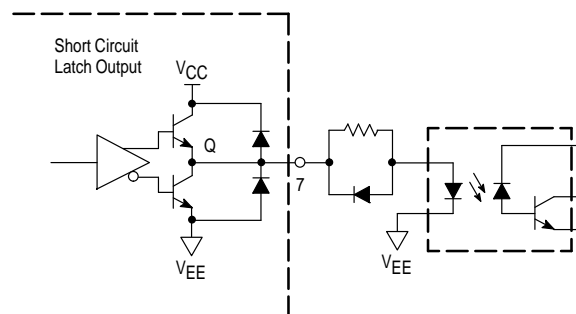 Short Circuit
Latch Output
VCC
Q
7
VEE
VEE